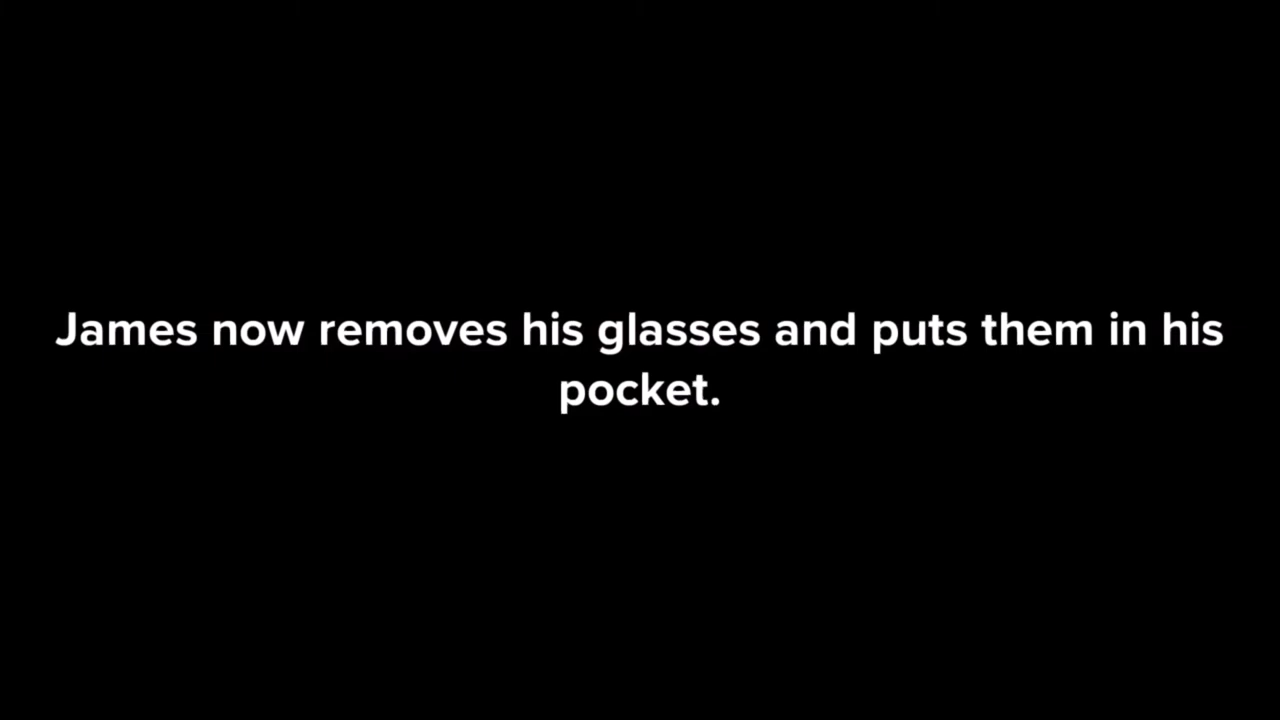 James now removes his glasses and puts them in his
pocket.